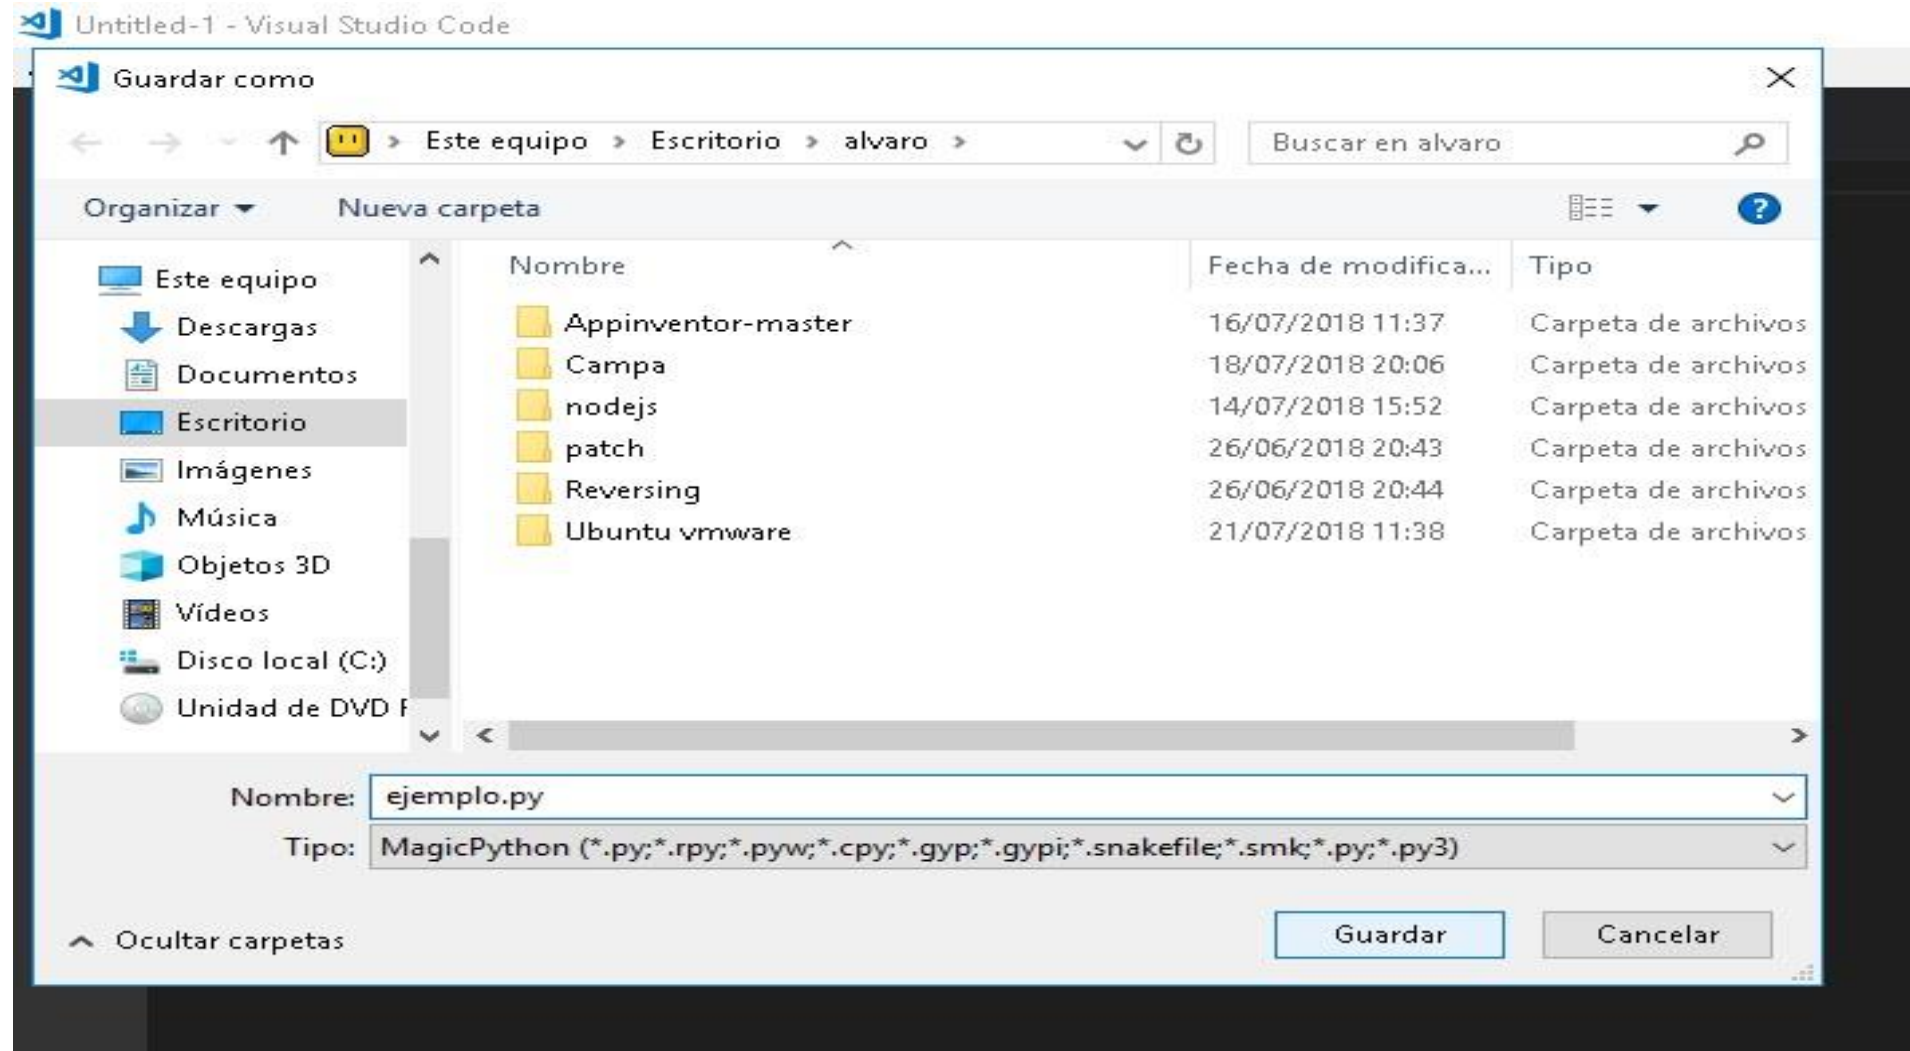 Untitled-1 - Visual Studio Code
Guardar como
Este equipo > Escritorio > alvaro >
Buscar en alvaro
Organizar
Nueva carpeta
Nombre
Fecha de modifica...
Tipo
Este equipo
Descargas
Documentos
Escritorio
Imágenes
Música
Objetos 3D
Vídeos
Disco local (C:)
Unidad de DVD
Appinventor-master 16/07/2018 11:37 Carpeta de archivos
Campa 18/07/2018 20:06 Carpeta de archivos
nodejs 14/07/2018 15:52 Carpeta de archivos
patch 26/06/2018 20:43 Carpeta de archivos
Reversing 26/06/2018 20:44 Carpeta de archivos
Ubuntu vmware 21/07/2018 11:38 Carpeta de archivos
Nombre: ejemplo.py
Tipo: MagicPython (*.py;*.rpy;*.pyw;*.cpy;*.gyp;*.gypi;*.snakefile;*.smk;*.py;*.py3)
Ocultar carpetas
Guardar
Cancelar